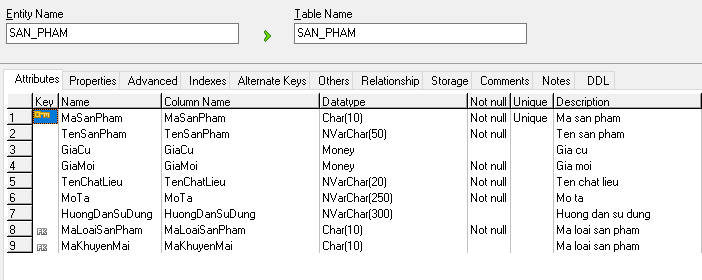 Entity Name Table Name
SAN_PHAM SAN_PHAM
Attributes Properties Advanced Indexes Alternate Keys Others Relationship Storage Comments Notes DDL
Key Name Column Name Datatype Not null Unique Description
1 MaSanPham MaSanPham Char(10) Not null Unique Ma san pham
2 TenSanPham TenSanPham NVarChar(50) Not null Ten san pham
3 GiaCu GiaCu Money Gia cu
4 GiaMoi GiaMoi Money Not null Gia moi
5 TenChatLieu TenChatLieu NVarChar(20) Not null Ten chat lieu
6 MoTa MoTa NVarChar(250) Not null Mo ta
7 HuongDanSuDung HuongDanSuDung NVarChar(300) Huong dan su dung
8 FK MaLoaiSanPham MaLoaiSanPham Char(10) Not null Ma loai san pham
9 FK MaKhuyenMai MaKhuyenMai Char(10) Ma loai san pham